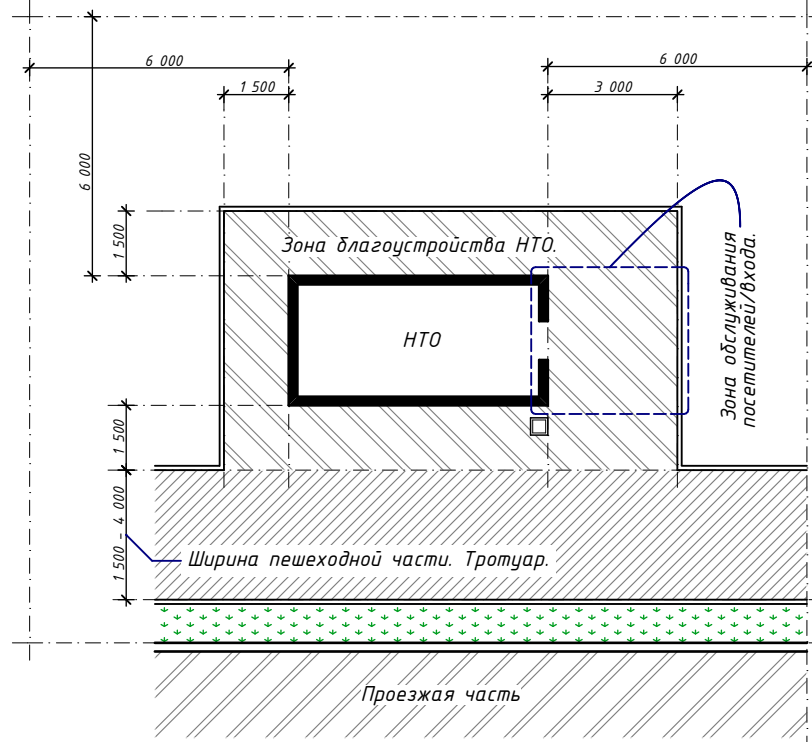 6 000
6 000
1 500
3 000
6 000
1 500
Зона благоустройства НТО.
НТО
Зона обслуживания
посетителей/входа.
1 500
1 500 - 4 000
Ширина пешеходной части. Тротуар.
Проезжая часть